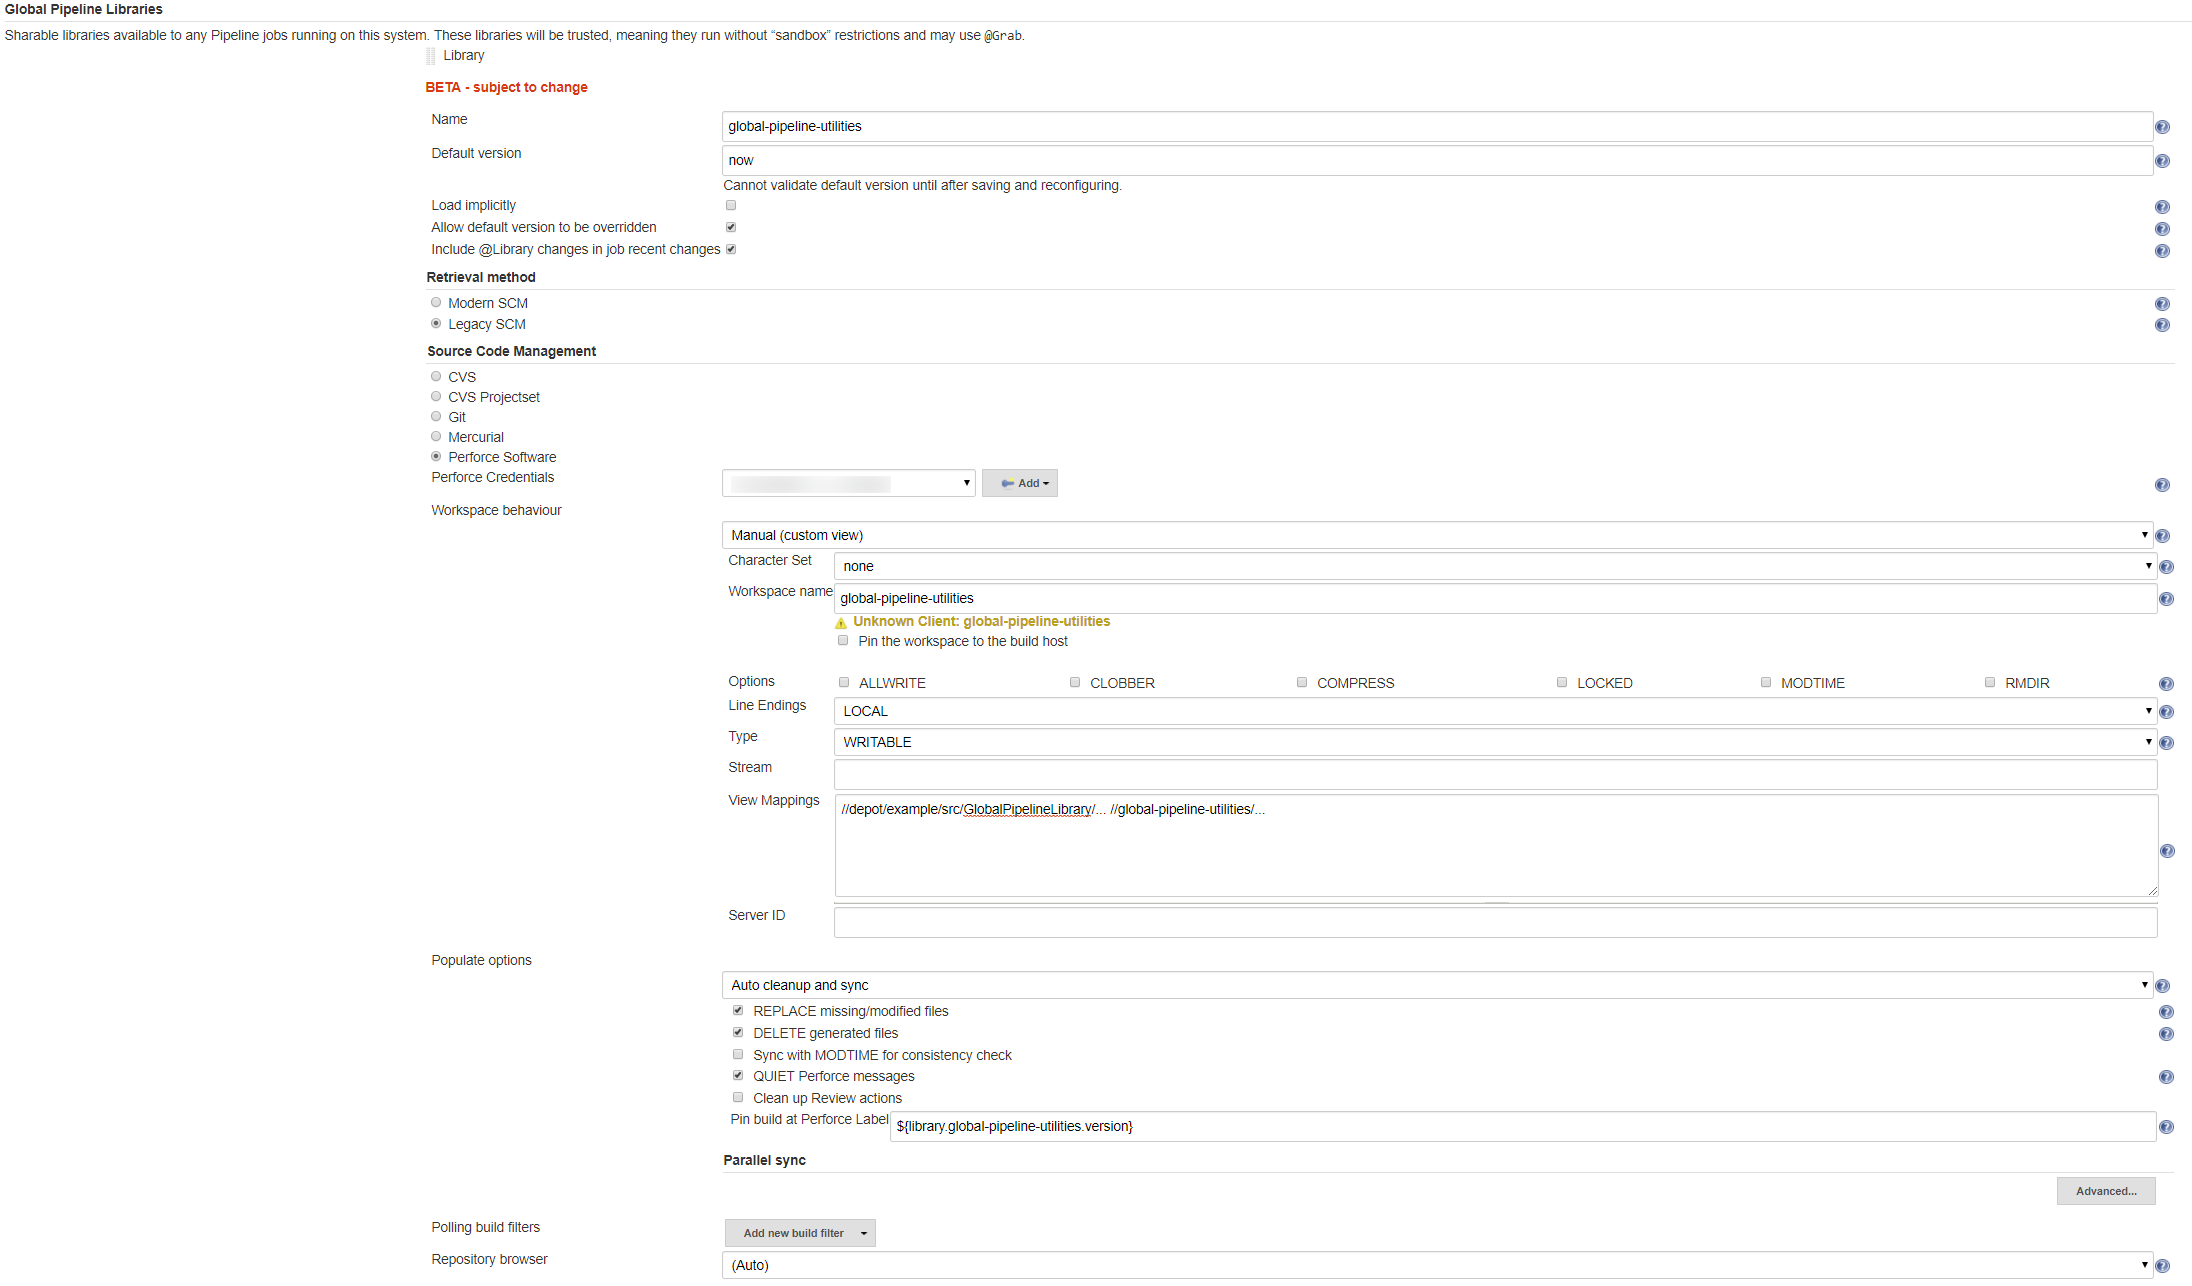 Global Pipeline Libraries
Sharable libraries available to any Pipeline jobs running on this system. These libraries will be trusted, meaning they run without “sandbox” restrictions and may use @Grab.
Library
BETA - subject to change
Name global-pipeline-utilities
Default version now
Cannot validate default version until after saving and reconfiguring.
Load implicitly
Allow default version to be overridden
Include @Library changes in job recent changes
Retrieval method
Modern SCM
Legacy SCM
Source Code Management
CVS
CVS Projectset
Git
Mercurial
Perforce Software
Perforce Credentials Add
Workspace behaviour
Manual (custom view)
Character Set none
Workspace name global-pipeline-utilities
Unknown Client: global-pipeline-utilities
Pin the workspace to the build host
Options ALLWRITE CLOBBER COMPRESS LOCKED MODTIME RMDIR
Line Endings LOCAL
Type WRITABLE
Stream
View Mappings //depot/example/src/GlobalPipelineLibrary/... //global-pipeline-utilities/...
Server ID
Populate options
Auto cleanup and sync
REPLACE missing/modified files
DELETE generated files
Sync with MODTIME for consistency check
QUIET Perforce messages
Clean up Review actions
Pin build at Perforce Label ${library.global-pipeline-utilities.version}
Parallel sync
Advanced...
Polling build filters Add new build filter
Repository browser (Auto)